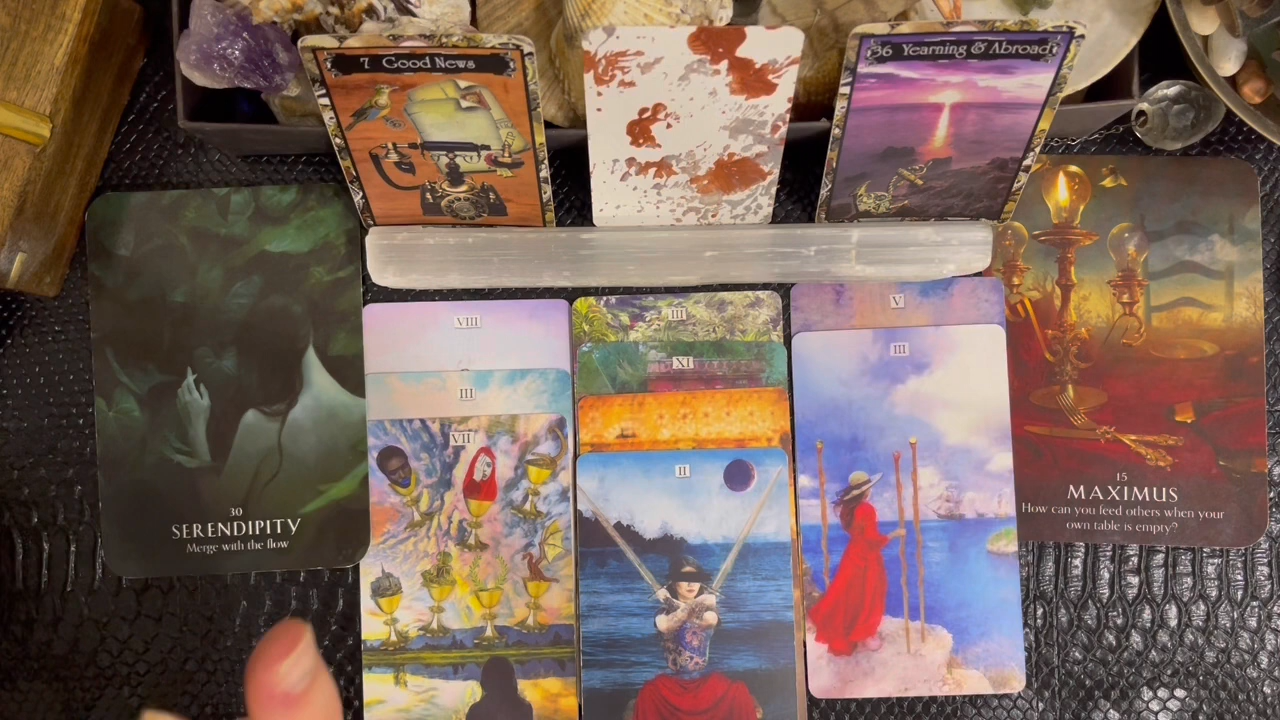 7 Good News
36 Yearning & Abroad
VIII
III
VII
III
XI
II
V
III
30
SERENDIPITY
Merge with the flow
15
MAXIMUS
How can you feed others when your
own table is empty?